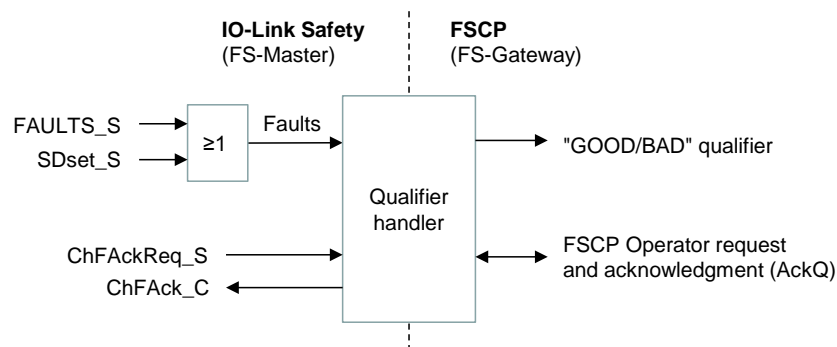 IO-Link Safety
(FS-Master)
FSCP
(FS-Gateway)
FAULTS_S
SDset_S
≥1
Faults
Qualifier
handler
"GOOD/BAD" qualifier
ChFAckReq_S
ChFAck_C
FSCP Operator request
and acknowledgment (AckQ)